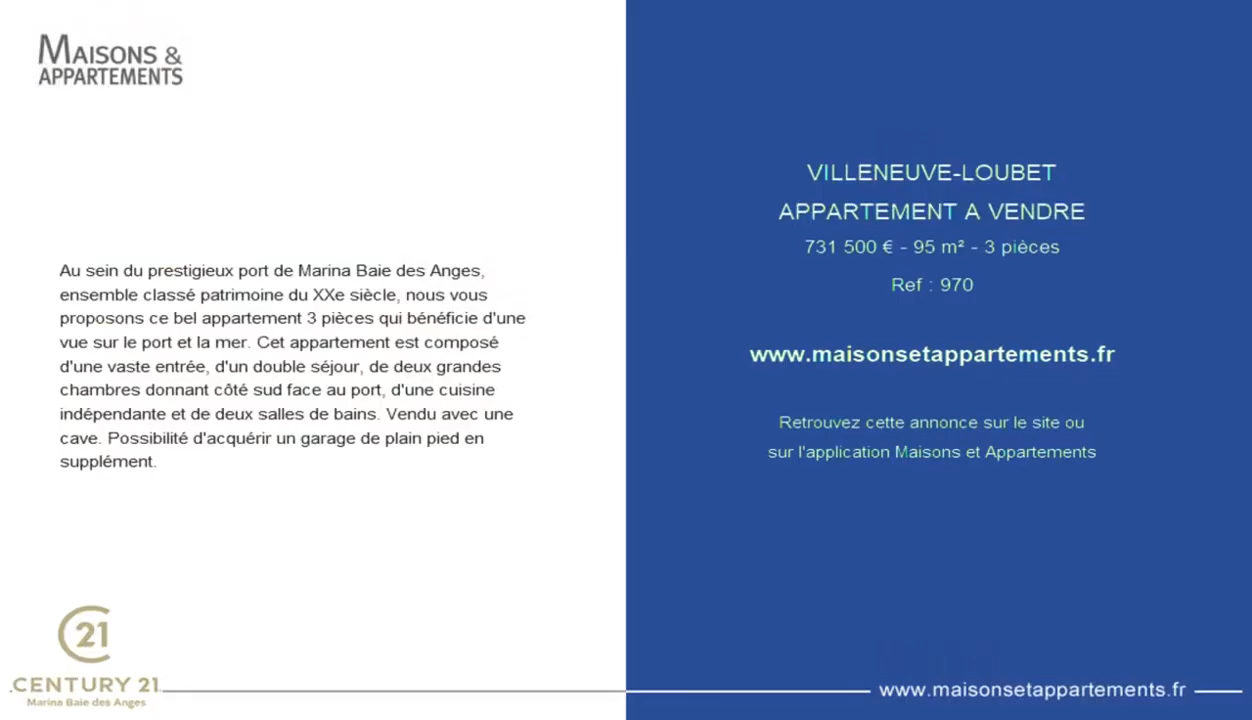 MAISONS &
APPARTEMENTS
Au sein du prestigieux port de Marina Baie des Anges,
ensemble classé patrimoine du XXe siècle, nous vous
proposons ce bel appartement 3 pièces qui bénéficie d'une
vue sur le port et la mer. Cet appartement est composé
d'une vaste entrée, d'un double séjour, de deux grandes
chambres donnant côté sud face au port, d'une cuisine
indépendante et de deux salles de bains. Vendu avec une
cave. Possibilité d'acquérir un garage de plain pied en
supplément.
C21
CENTURY 21
Marina Baie des Anges
VILLENEUVE-LOUBET
APPARTEMENT A VENDRE
731 500 € - 95 m² - 3 pièces
Ref : 970
www.maisonsetappartements.fr
Retrouvez cette annonce sur le site ou
sur l'application Maisons et Appartements
www.maisonsetappartements.fr